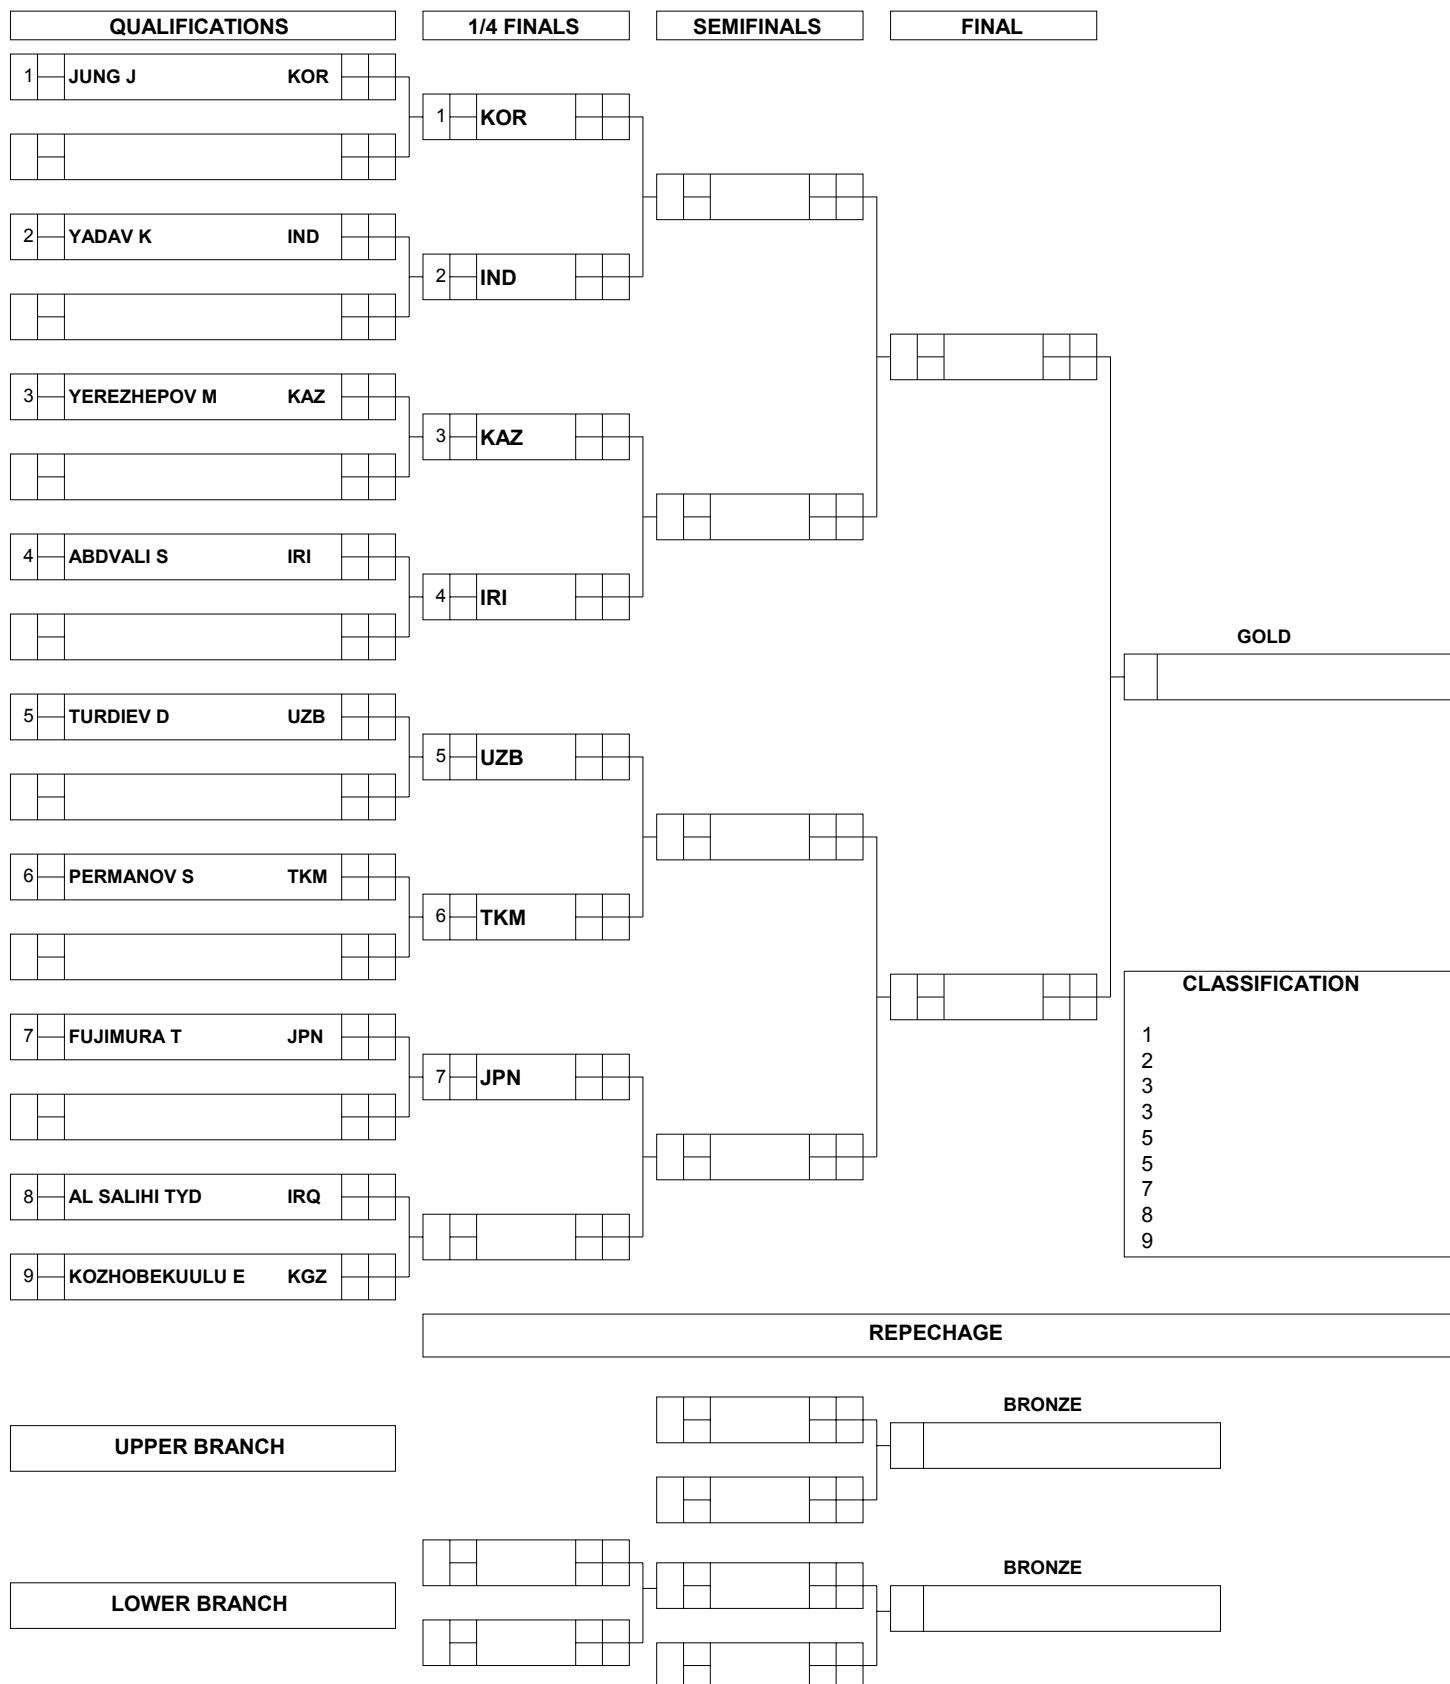 QUALIFICATIONS 1/4 FINALS SEMIFINALS FINAL
1 JUNG J KOR
1 KOR
2 YADAV K IND
2 IND
3 YEREZHEPOV M KAZ
3 KAZ
4 ABDVALI S IRI
4 IRI
GOLD
5 TURDIEV D UZB
5 UZB
6 PERMANOV S TKM
6 TKM
CLASSIFICATION
7 FUJIMURA T JPN
1
2
7 JPN
3
3
5
5
8 AL SALIHI TYD IRQ
7
8
9
9 KOZHOBEKUULU E KGZ
REPECHAGE
BRONZE
UPPER BRANCH
BRONZE
LOWER BRANCH